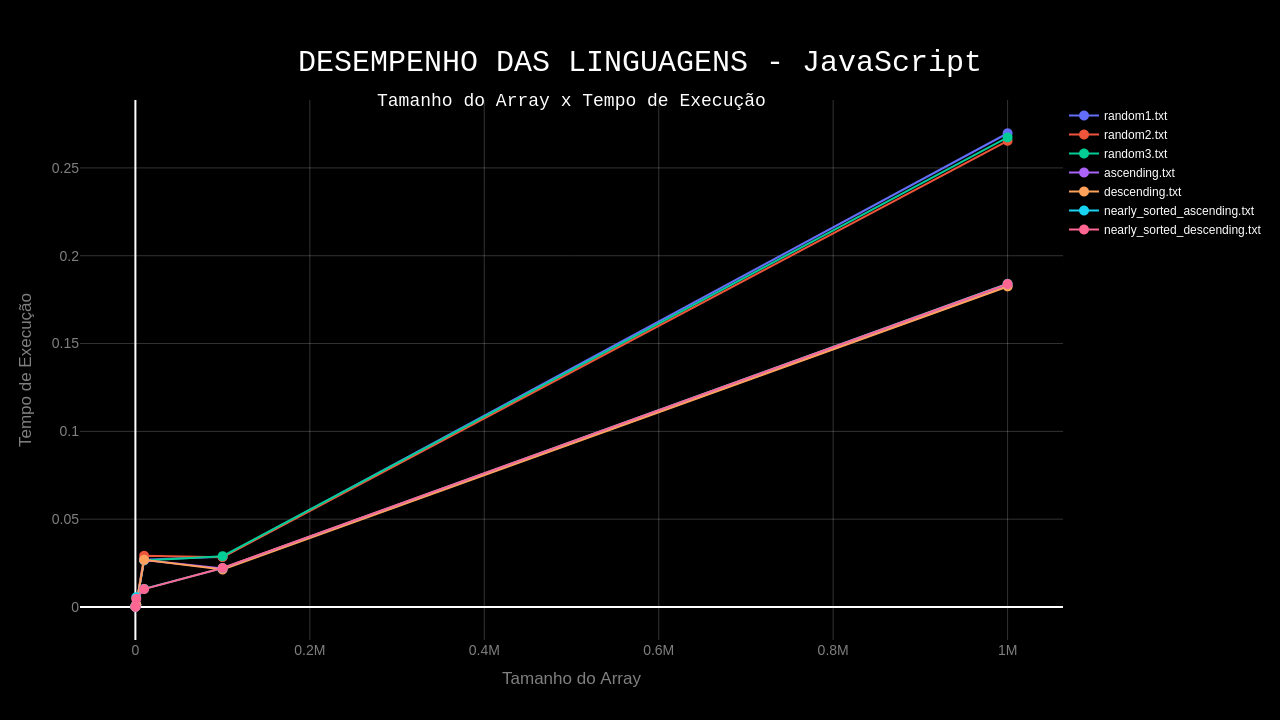 DESEMPENHO DAS LINGUAGENS - JavaScript
Tamanho do Array x Tempo de Execução
random1.txt
random2.txt
random3.txt
ascending.txt
descending.txt
nearly_sorted_ascending.txt
nearly_sorted_descending.txt
Tempo de Execução
0.25
0.2
0.15
0.1
0.05
0
0 0.2M 0.4M 0.6M 0.8M 1M
Tamanho do Array